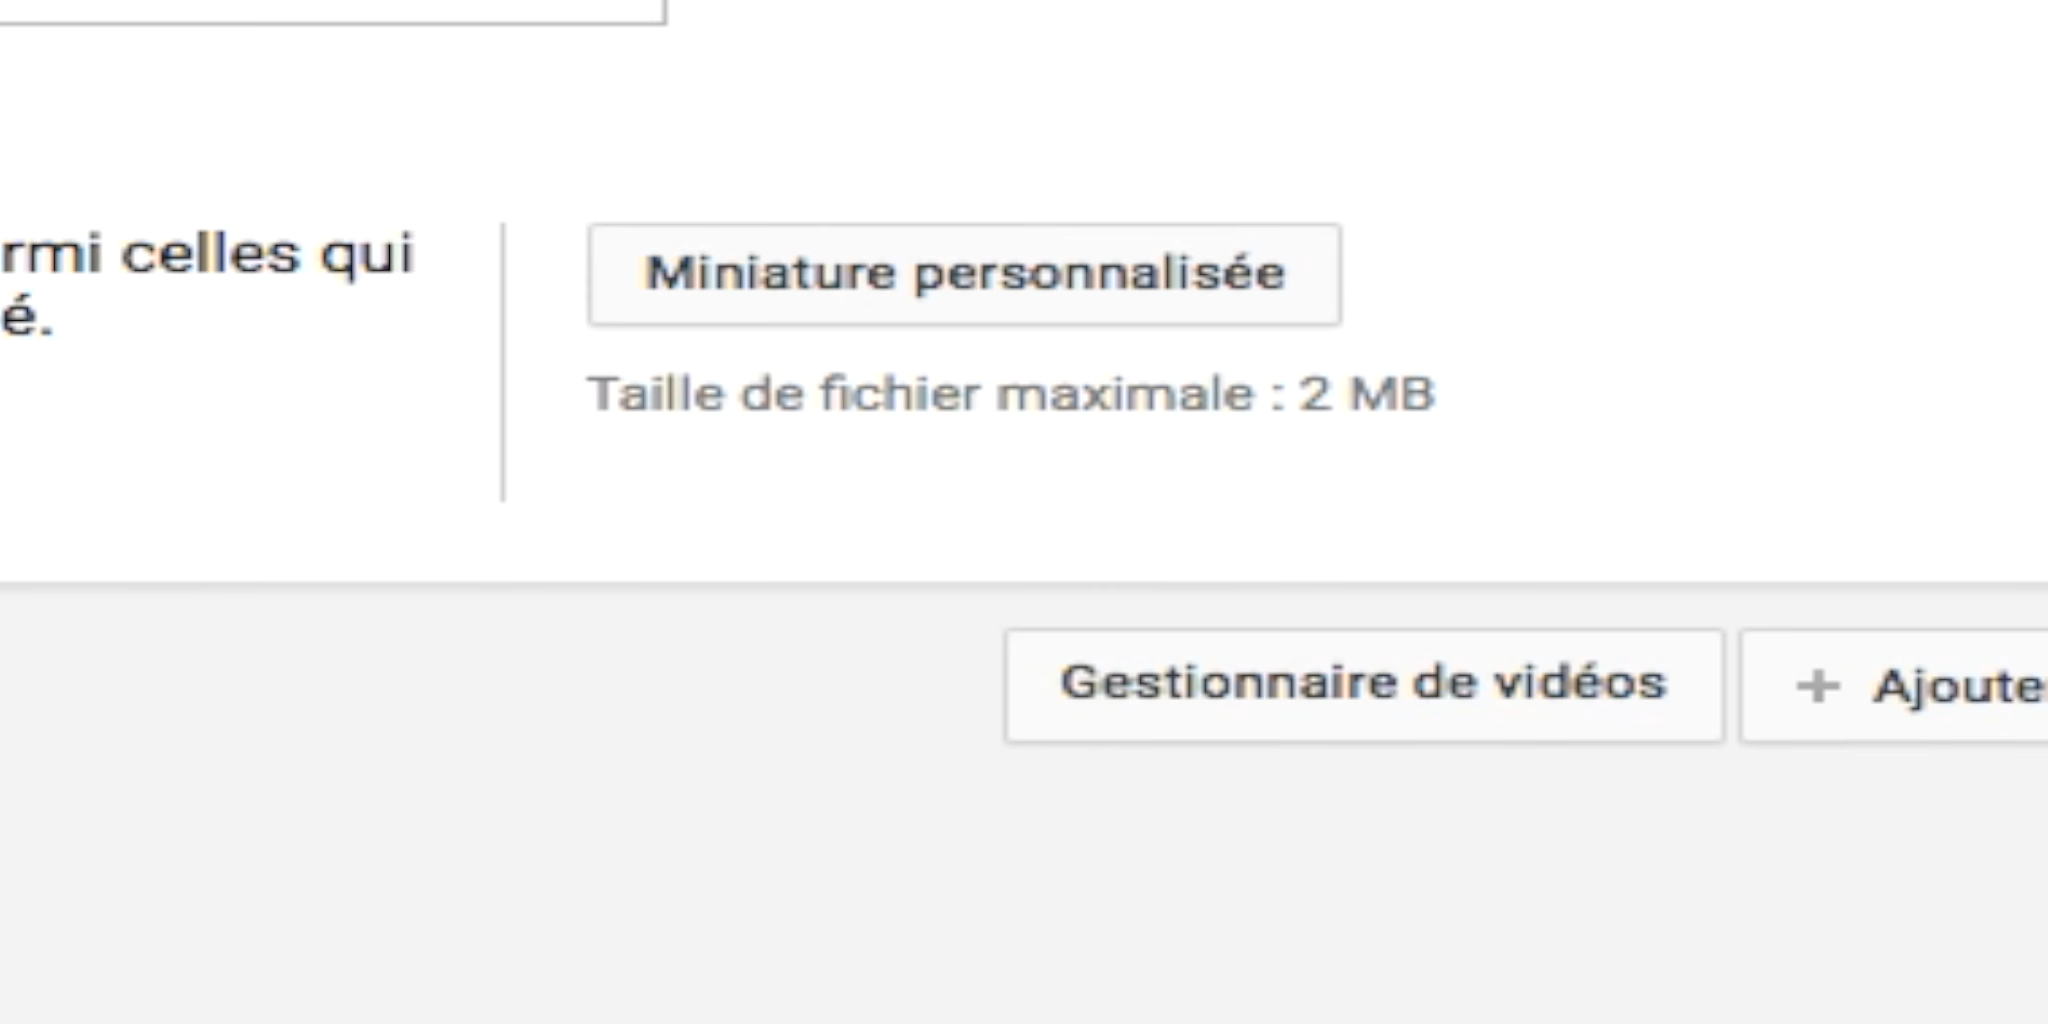 rmi celles qui
é.
Miniature personnalisée
Taille de fichier maximale : 2 MB
Gestionnaire de vidéos
+ Ajoute